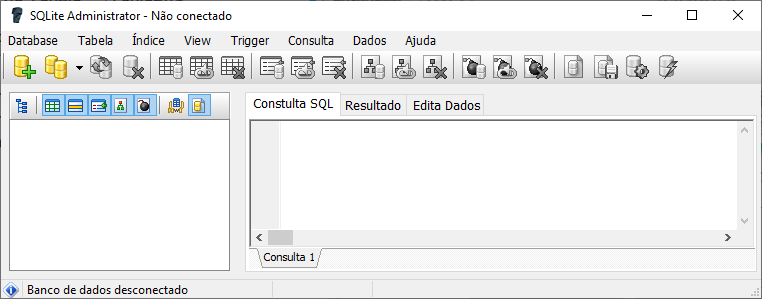 SQLite Administrator - Não conectado
Database Tabela Índice View Trigger Consulta Dados Ajuda
Constulta SQL Resultado Edita Dados
Consulta 1
Banco de dados desconectado